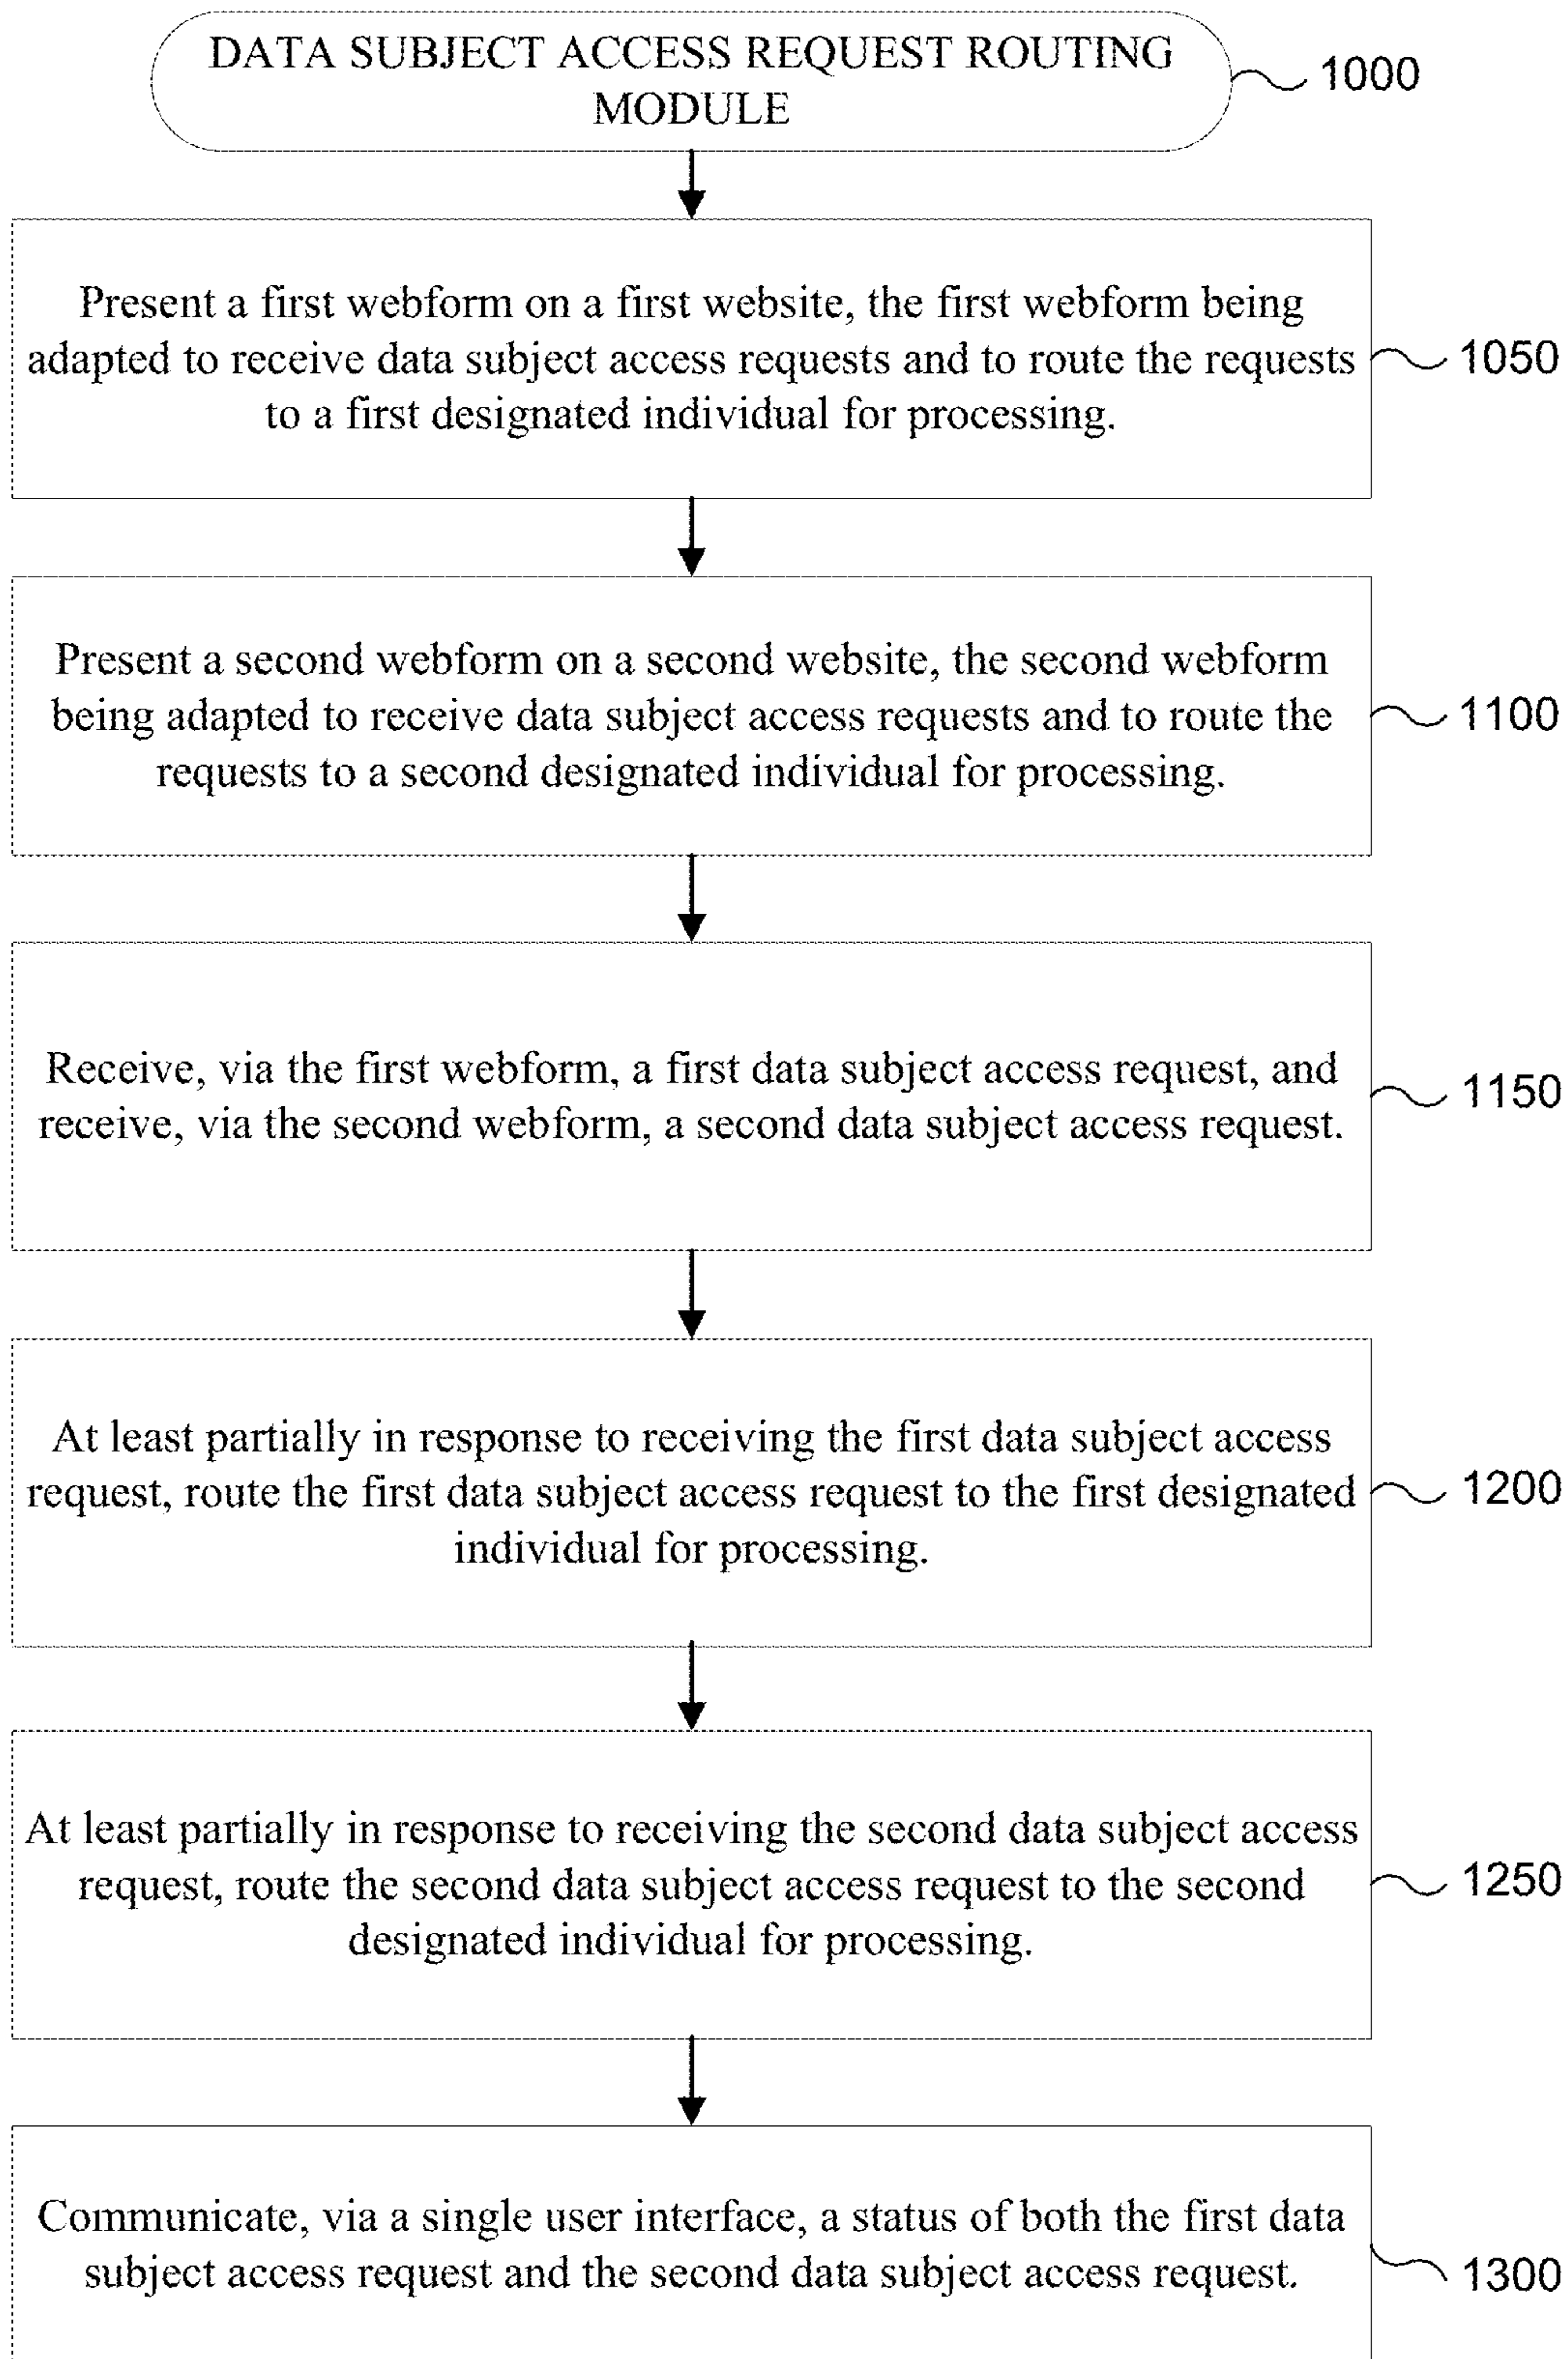 DATA SUBJECT ACCESS REQUEST ROUTING
MODULE
1000
Present a first webform on a first website, the first webform being
adapted to receive data subject access requests and to route the requests
to a first designated individual for processing.
1050
Present a second webform on a second website, the second webform
being adapted to receive data subject access requests and to route the
requests to a second designated individual for processing.
1100
Receive, via the first webform, a first data subject access request, and
receive, via the second webform, a second data subject access request.
1150
At least partially in response to receiving the first data subject access
request, route the first data subject access request to the first designated
individual for processing.
1200
At least partially in response to receiving the second data subject access
request, route the second data subject access request to the second
designated individual for processing.
1250
Communicate, via a single user interface, a status of both the first data
subject access request and the second data subject access request.
1300